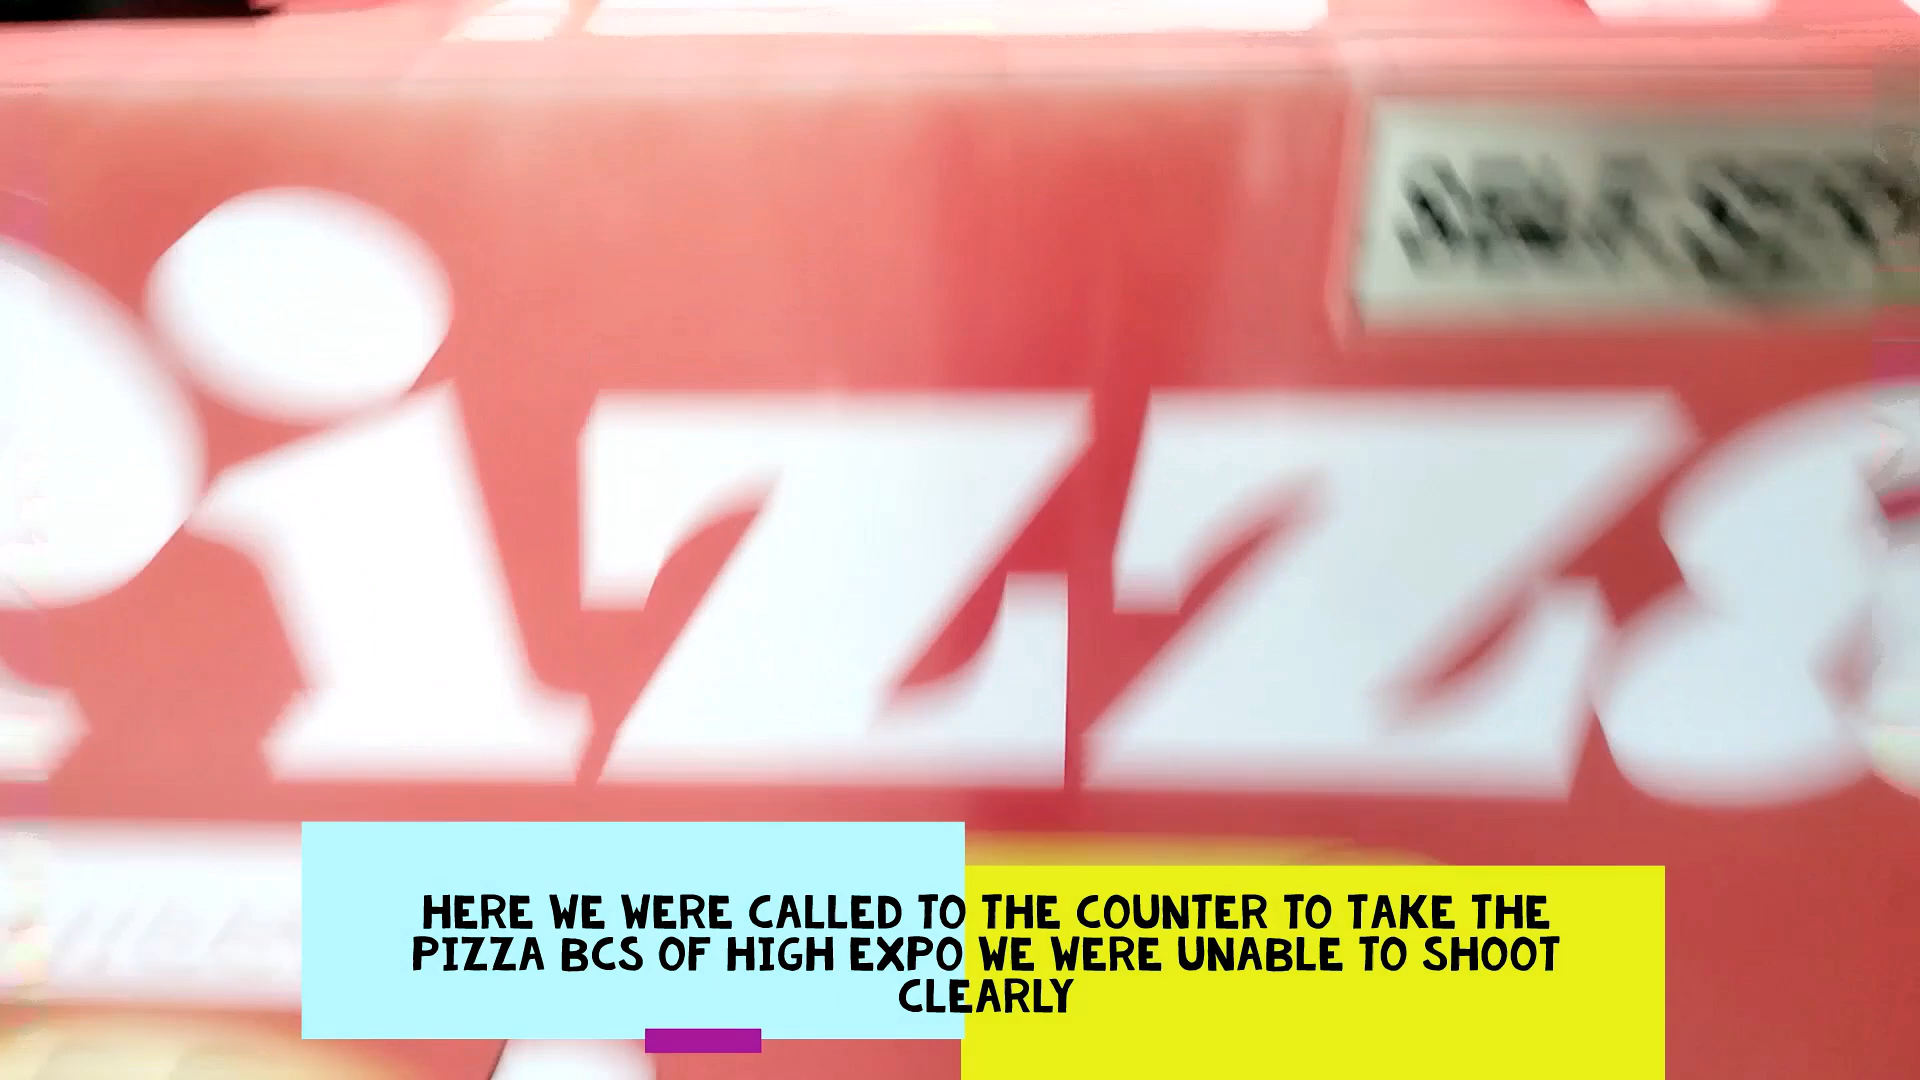 Pizza
HERE WE WERE CALLED TO THE COUNTER TO TAKE THE
PIZZA BCS OF HIGH EXPO WE WERE UNABLE TO SHOOT
CLEARLY